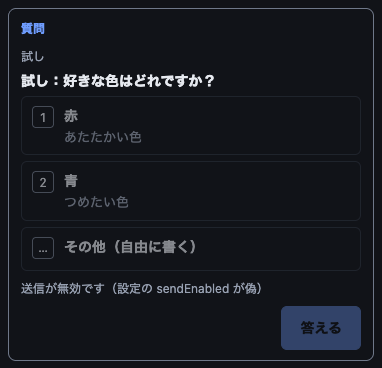 質問
試し
試し：好きな色はどれですか？
1 赤
あたたかい色
2 青
つめたい色
… その他（自由に書く）
送信が無効です（設定の sendEnabled が偽）
答える